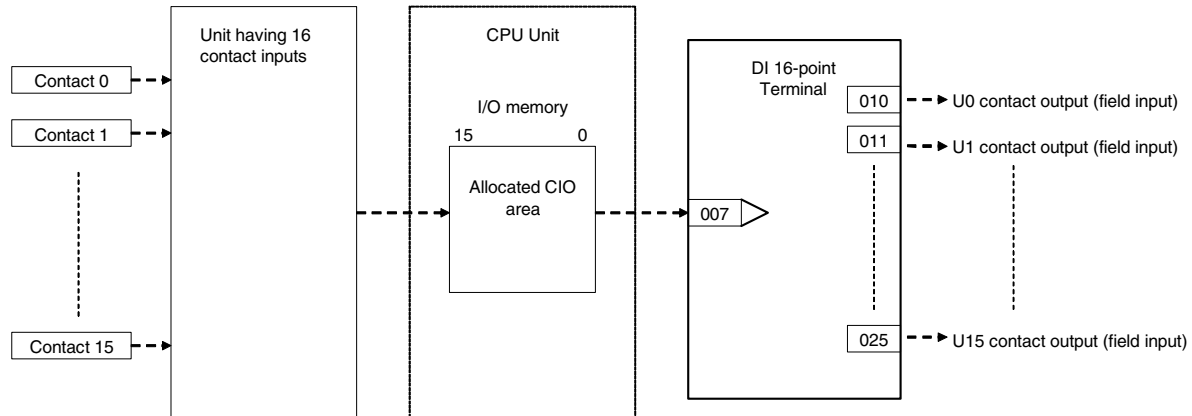 Unit having 16
contact inputs
CPU Unit
DI 16-point
Terminal
Contact 0
Contact 1
Contact 15
I/O memory
15 0
Allocated CIO
area
007
010
U0 contact output (field input)
011
U1 contact output (field input)
025
U15 contact output (field input)